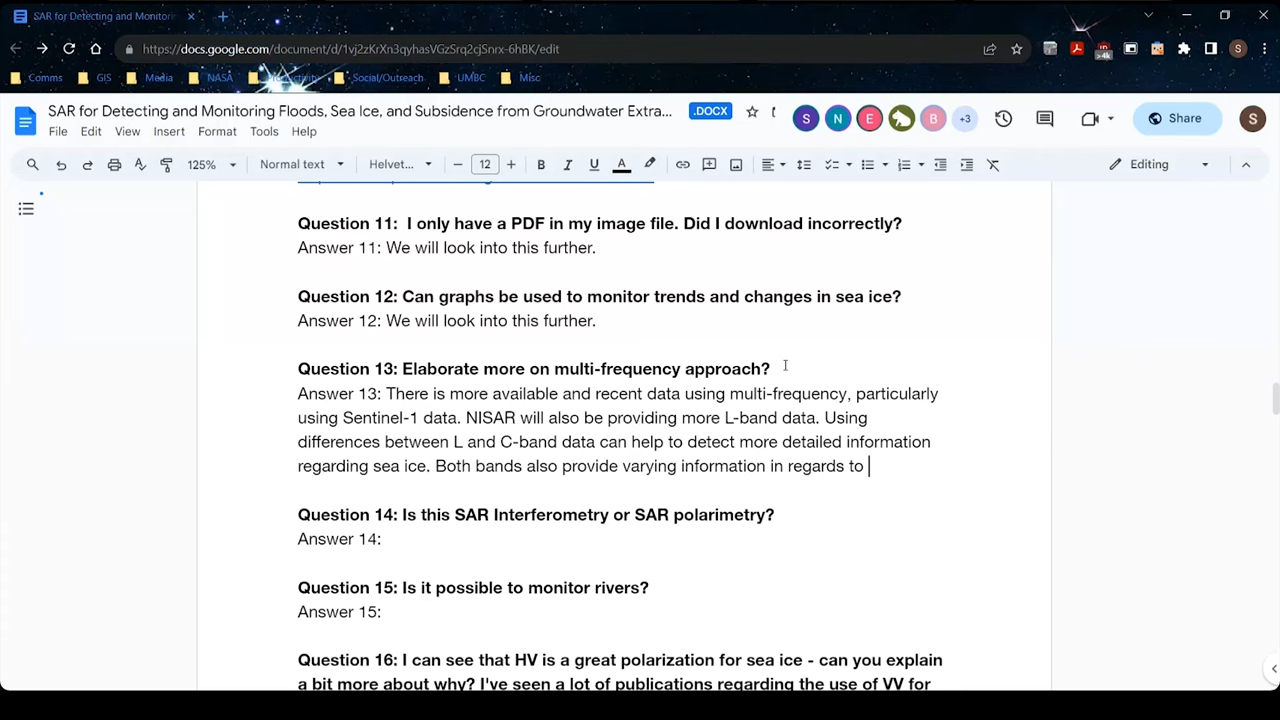 SAR for Detecting and Monitorin
https://docs.google.com/document/d/1vj2zKrXn3qyhasVGzSrq2cjSnrx-6hBK/edit
>4k
S
Comms GIS Media NASA Social/Outreach UMBC Misc
SAR for Detecting and Monitoring Floods, Sea Ice, and Subsidence from Groundwater Extra... .DOCX
S N E B +3 Share S
File Edit View Insert Format Tools Help
125% Normal text Helvet... 12 B I U A Editing
Question 11: I only have a PDF in my image file. Did I download incorrectly?
Answer 11: We will look into this further.
Question 12: Can graphs be used to monitor trends and changes in sea ice?
Answer 12: We will look into this further.
Question 13: Elaborate more on multi-frequency approach?
Answer 13: There is more available and recent data using multi-frequency, particularly
using Sentinel-1 data. NISAR will also be providing more L-band data. Using
differences between L and C-band data can help to detect more detailed information
regarding sea ice. Both bands also provide varying information in regards to
Question 14: Is this SAR Interferometry or SAR polarimetry?
Answer 14:
Question 15: Is it possible to monitor rivers?
Answer 15:
Question 16: I can see that HV is a great polarization for sea ice - can you explain
a bit more about why? I've seen a lot of publications regarding the use of VV for